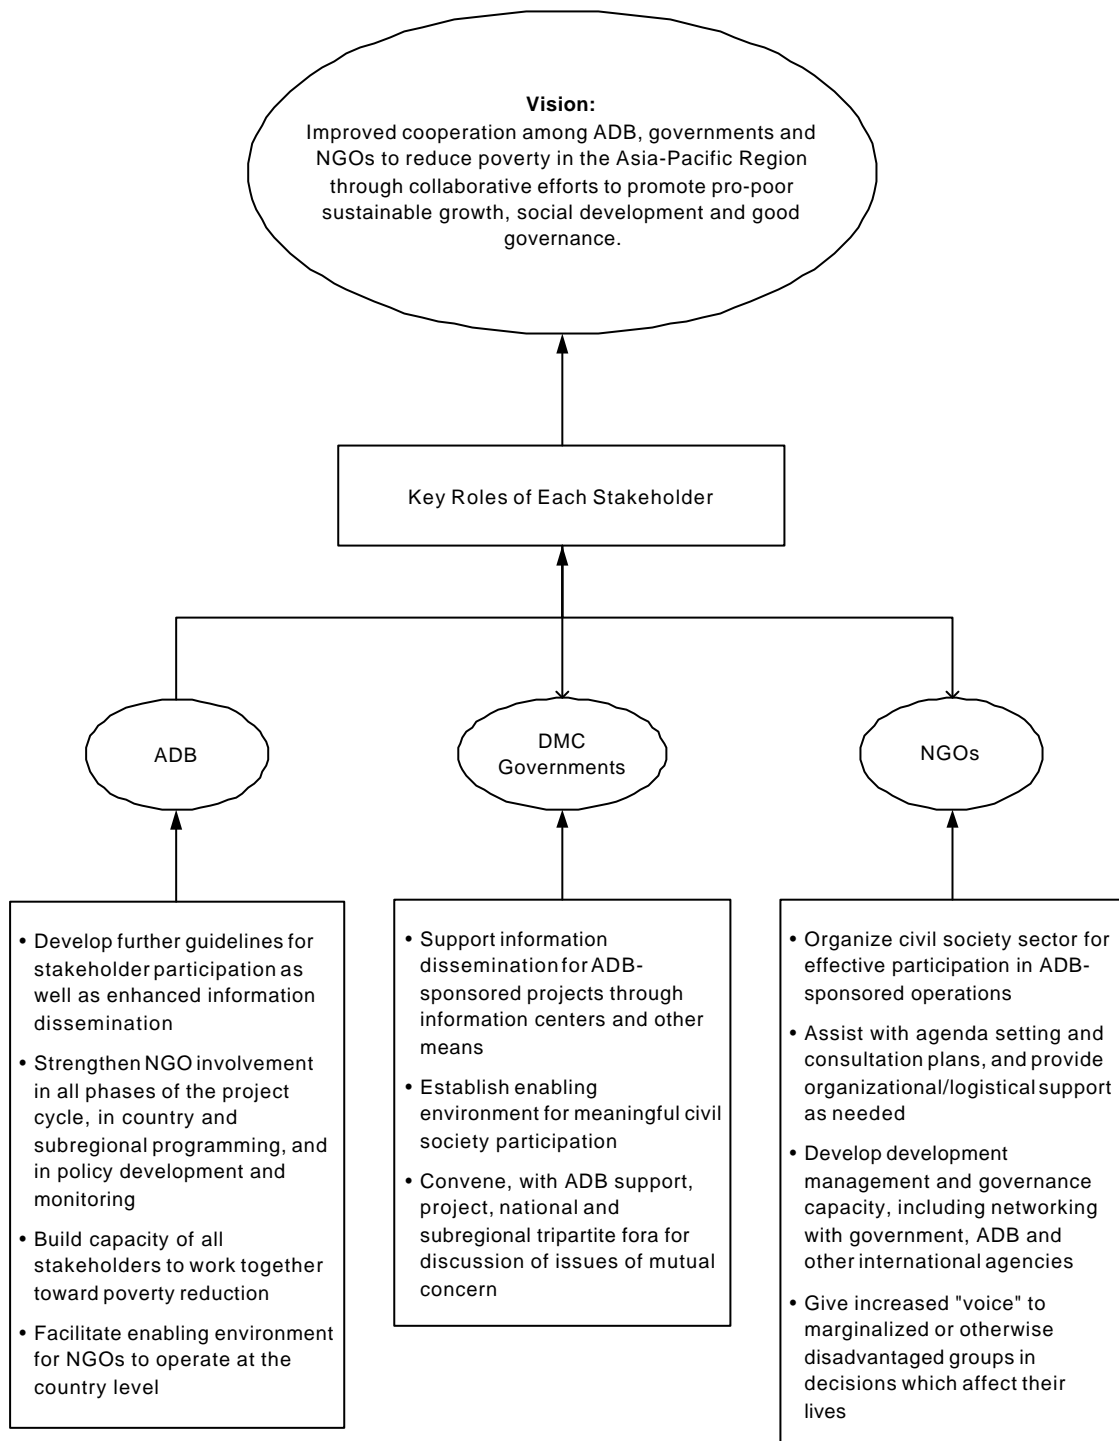 Vision:
Improved cooperation among ADB, governments and
NGOs to reduce poverty in the Asia-Pacific Region
through collaborative efforts to promote pro-poor
sustainable growth, social development and good
governance.
Key Roles of Each Stakeholder
ADB
DMC
Governments
NGOs
• Develop further guidelines for
stakeholder participation as
well as enhanced information
dissemination
• Strengthen NGO involvement
in all phases of the project
cycle, in country and
subregional programming, and
in policy development and
monitoring
• Build capacity of all
stakeholders to work together
toward poverty reduction
• Facilitate enabling environment
for NGOs to operate at the
country level
• Support information
dissemination for ADB-
sponsored projects through
information centers and other
means
• Establish enabling
environment for meaningful civil
society participation
• Convene, with ADB support,
project, national and
subregional tripartite fora for
discussion of issues of mutual
concern
• Organize civil society sector for
effective participation in ADB-
sponsored operations
• Assist with agenda setting and
consultation plans, and provide
organizational/logistical support
as needed
• Develop development
management and governance
capacity, including networking
with government, ADB and
other international agencies
• Give increased "voice" to
marginalized or otherwise
disadvantaged groups in
decisions which affect their
lives